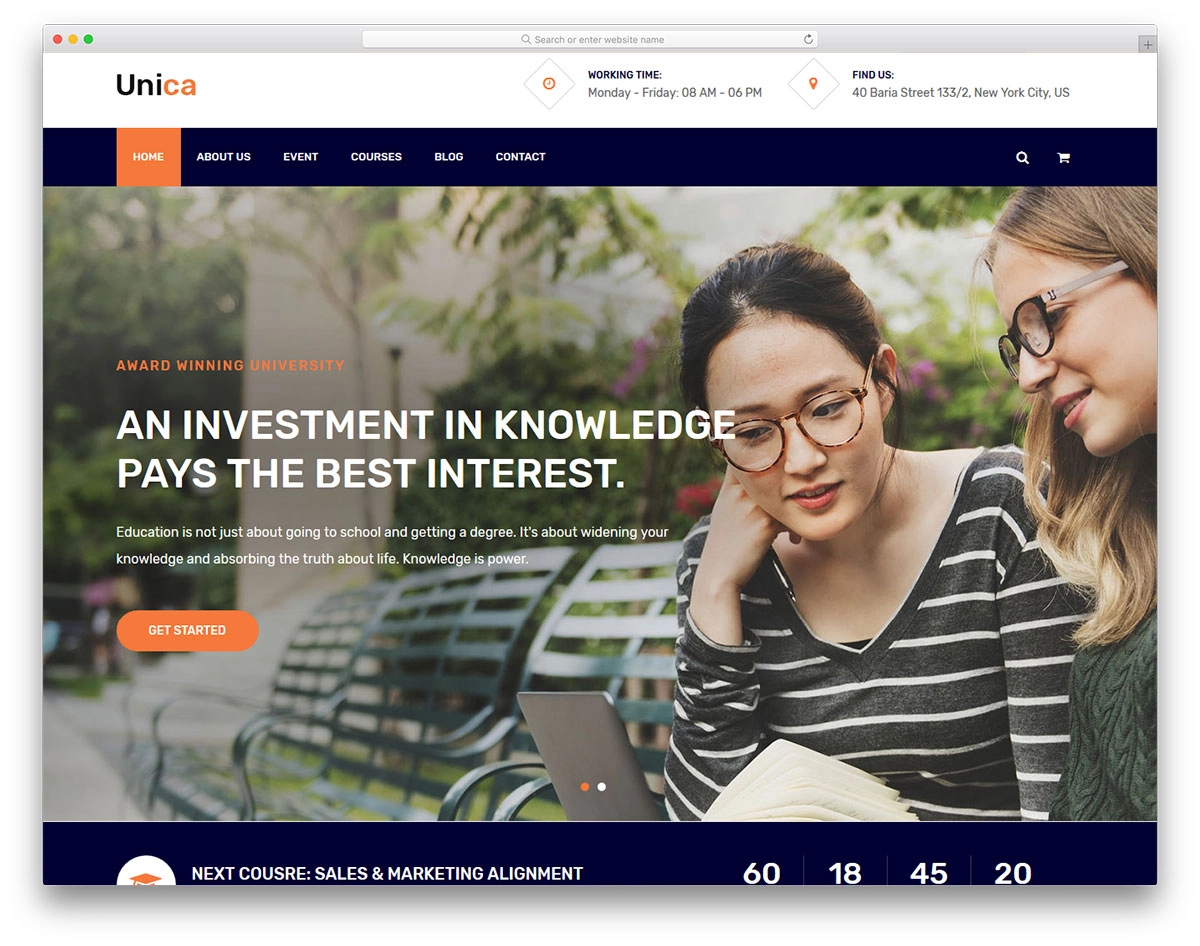 Search or enter website name
Unica
WORKING TIME:
Monday - Friday: 08 AM - 06 PM
FIND US:
40 Baria Street 133/2, New York City, US
HOME ABOUT US EVENT COURSES BLOG CONTACT
AWARD WINNING UNIVERSITY
AN INVESTMENT IN KNOWLEDGE
PAYS THE BEST INTEREST.
Education is not just about going to school and getting a degree. It's about widening your
knowledge and absorbing the truth about life. Knowledge is power.
GET STARTED
NEXT COUSRE: SALES & MARKETING ALIGNMENT
60 18 45 20